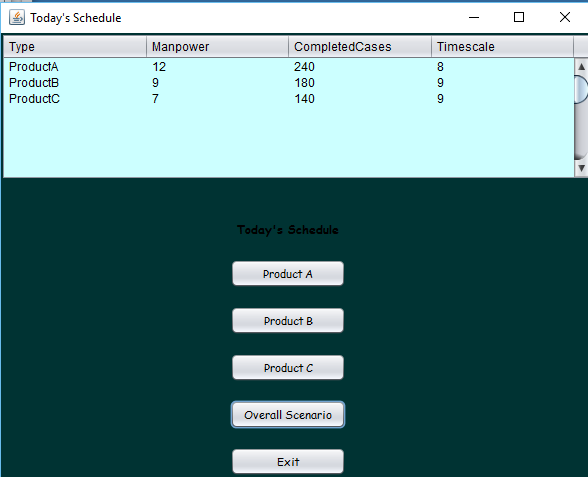 Today's Schedule
Type Manpower CompletedCases Timescale
ProductA 12 240 8
ProductB 9 180 9
ProductC 7 140 9
Today's Schedule
Product A
Product B
Product C
Overall Scenario
Exit